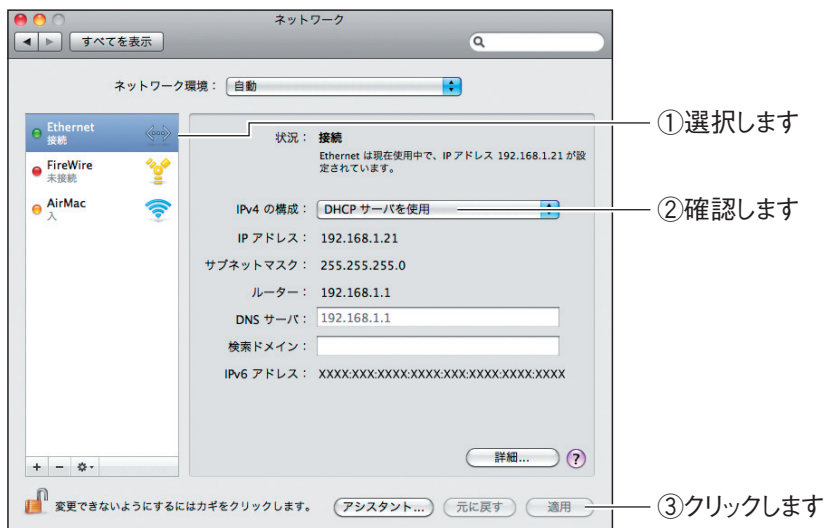 ネットワーク
すべてを表示
ネットワーク環境： 自動
Ethernet
接続
FireWire
未接続
AirMac
入
状況： 接続
Ethernet は現在使用中で、IP アドレス 192.168.1.21 が設
定されています。
IPv4 の構成： DHCP サーバを使用
IP アドレス： 192.168.1.21
サブネットマスク： 255.255.255.0
ルーター： 192.168.1.1
DNS サーバ： 192.168.1.1
検索ドメイン：
IPv6 アドレス： XXXX:XXX:XXXX:XXXX:XXX:XXXX:XXXX:XXXX
詳細... ?
変更できないようにするにはカギをクリックします。 アシスタント... 元に戻す 適用
①選択します
②確認します
③クリックします